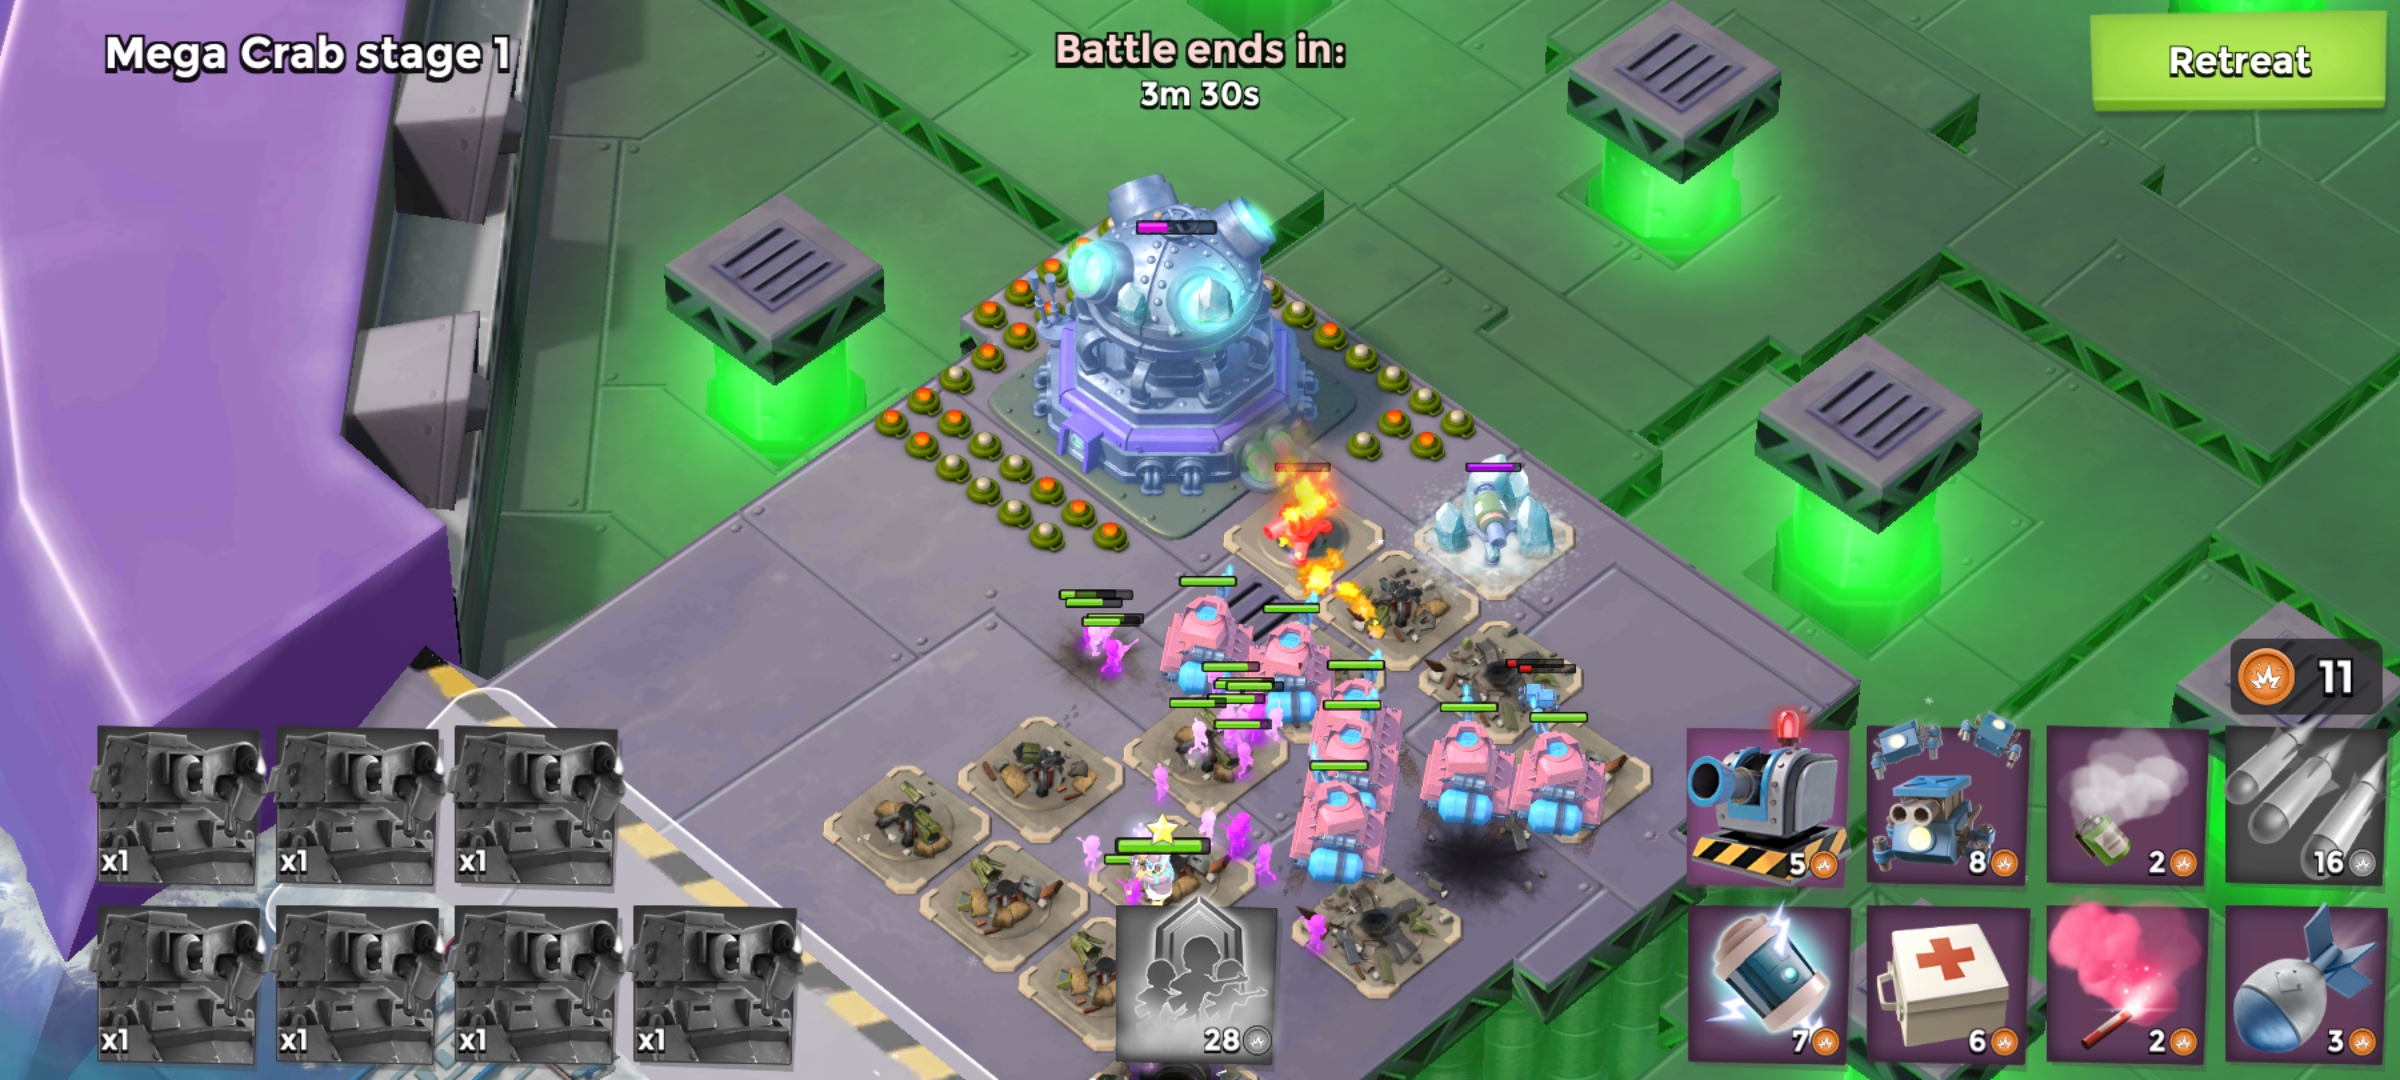 Mega Crab stage 1
Battle ends in:
3m 30s
Retreat
11
x1
x1
x1
5
8
2
16
x1
x1
x1
x1
28
7
6
2
3